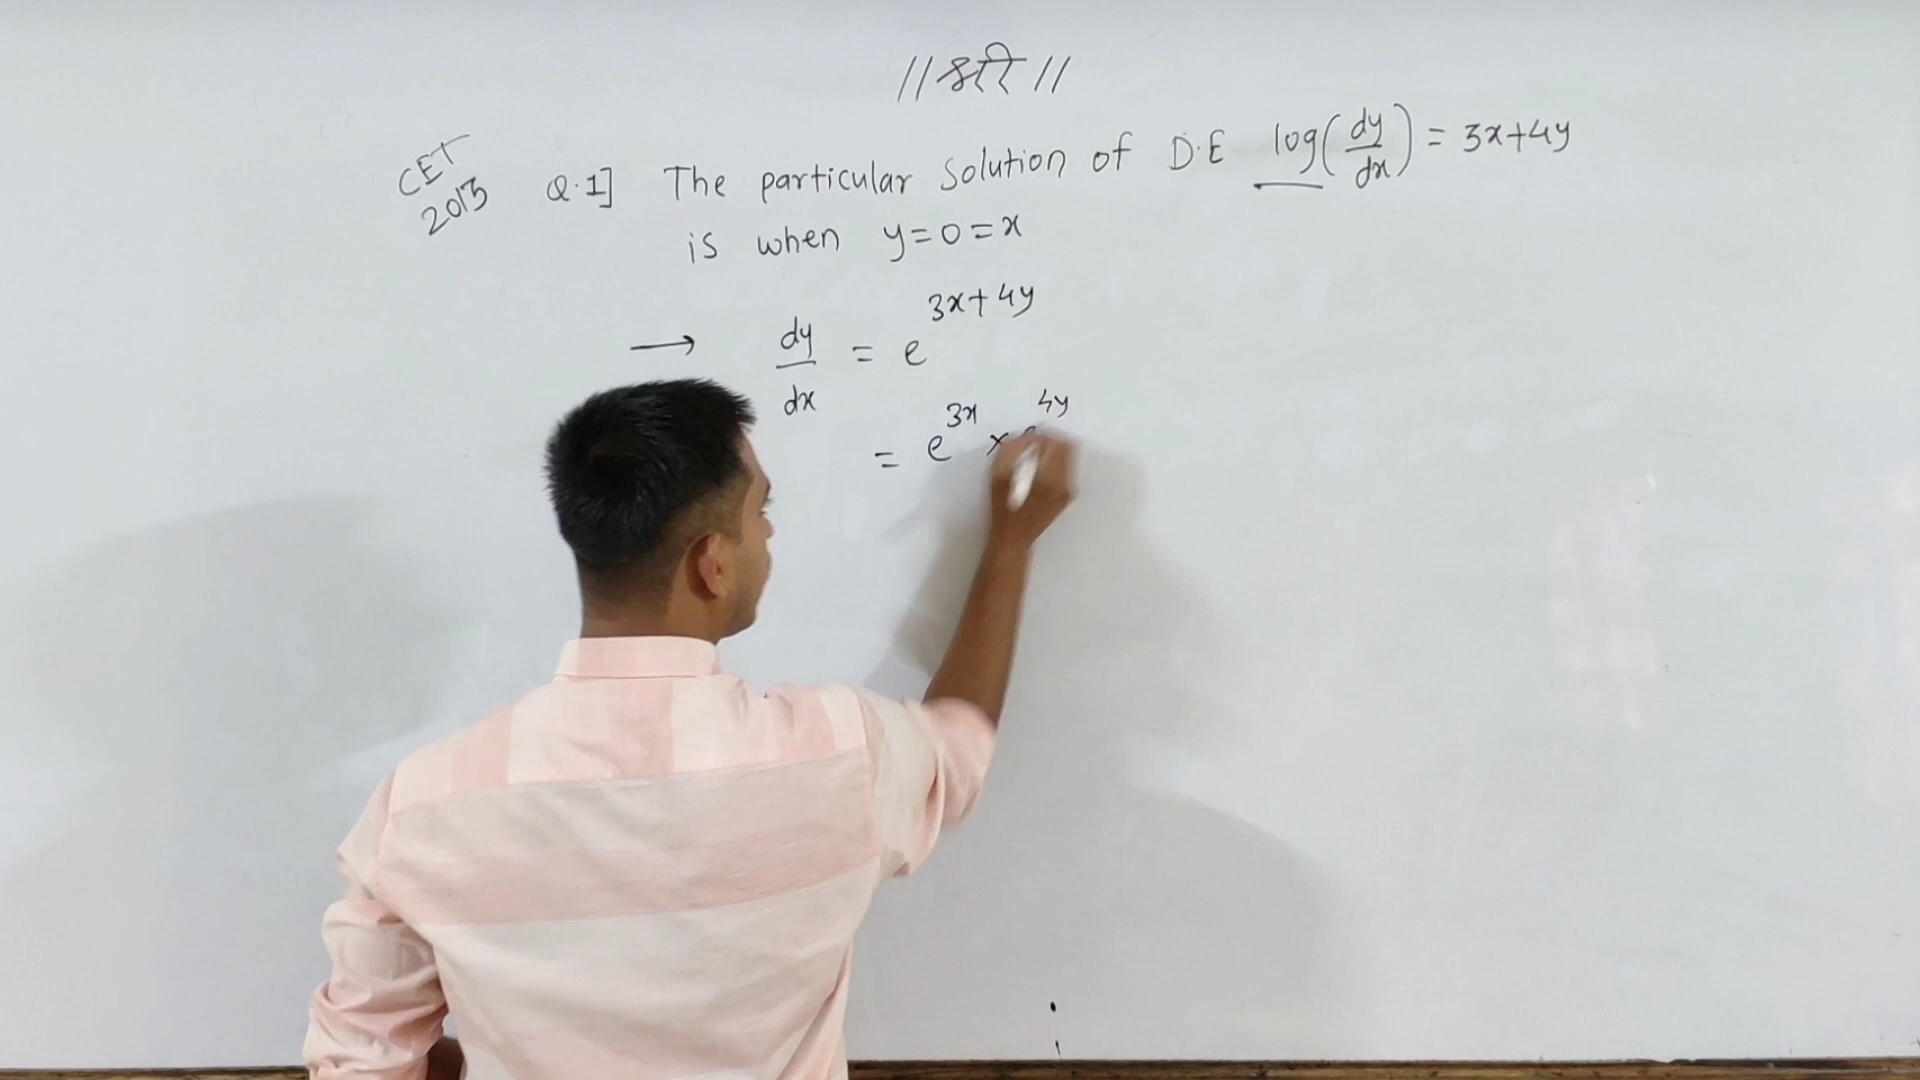 // श्री //
CET
2013
Q.1] The particular solution of D.E log(dy/dx) = 3x+4y
is when y=0=x
→ dy/dx = e^{3x+4y}
= e^{3x} × e^{4y}